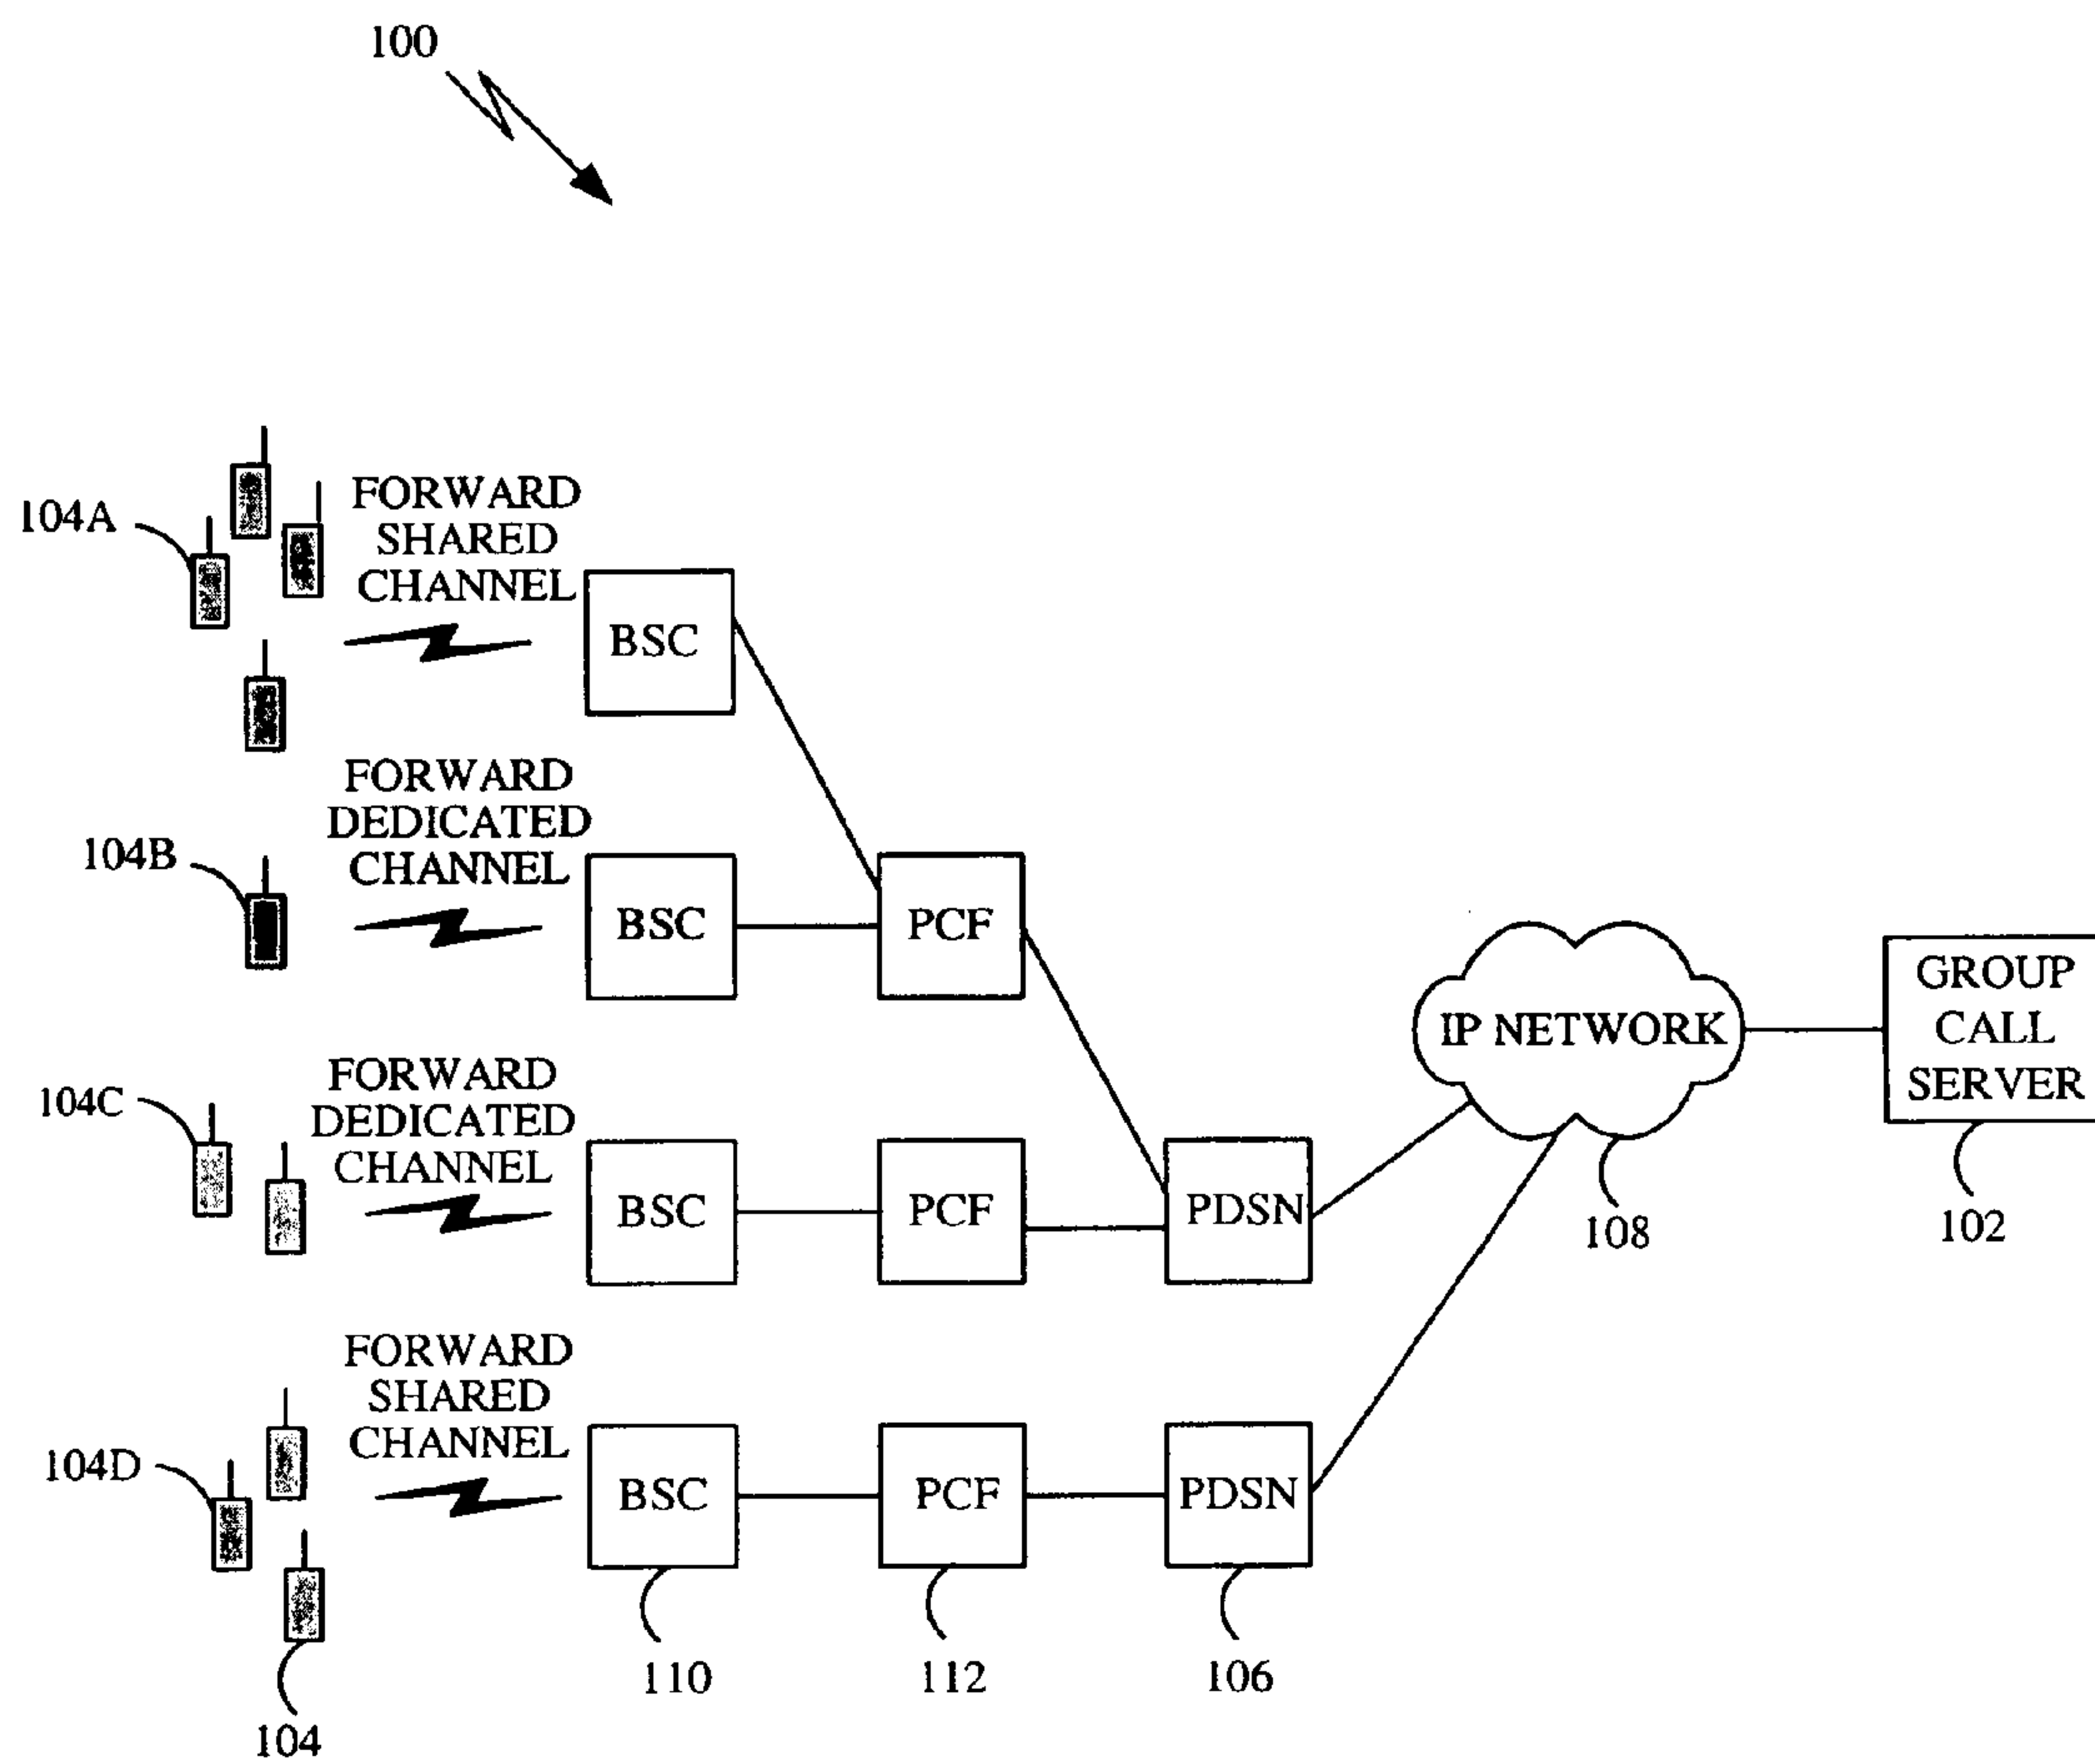 100
104A
FORWARD
SHARED
CHANNEL
BSC
104B
FORWARD
DEDICATED
CHANNEL
BSC
PCF
IP NETWORK
108
GROUP
CALL
SERVER
102
104C
FORWARD
DEDICATED
CHANNEL
BSC
PCF
PDSN
104D
FORWARD
SHARED
CHANNEL
BSC
PCF
PDSN
110
112
106
104